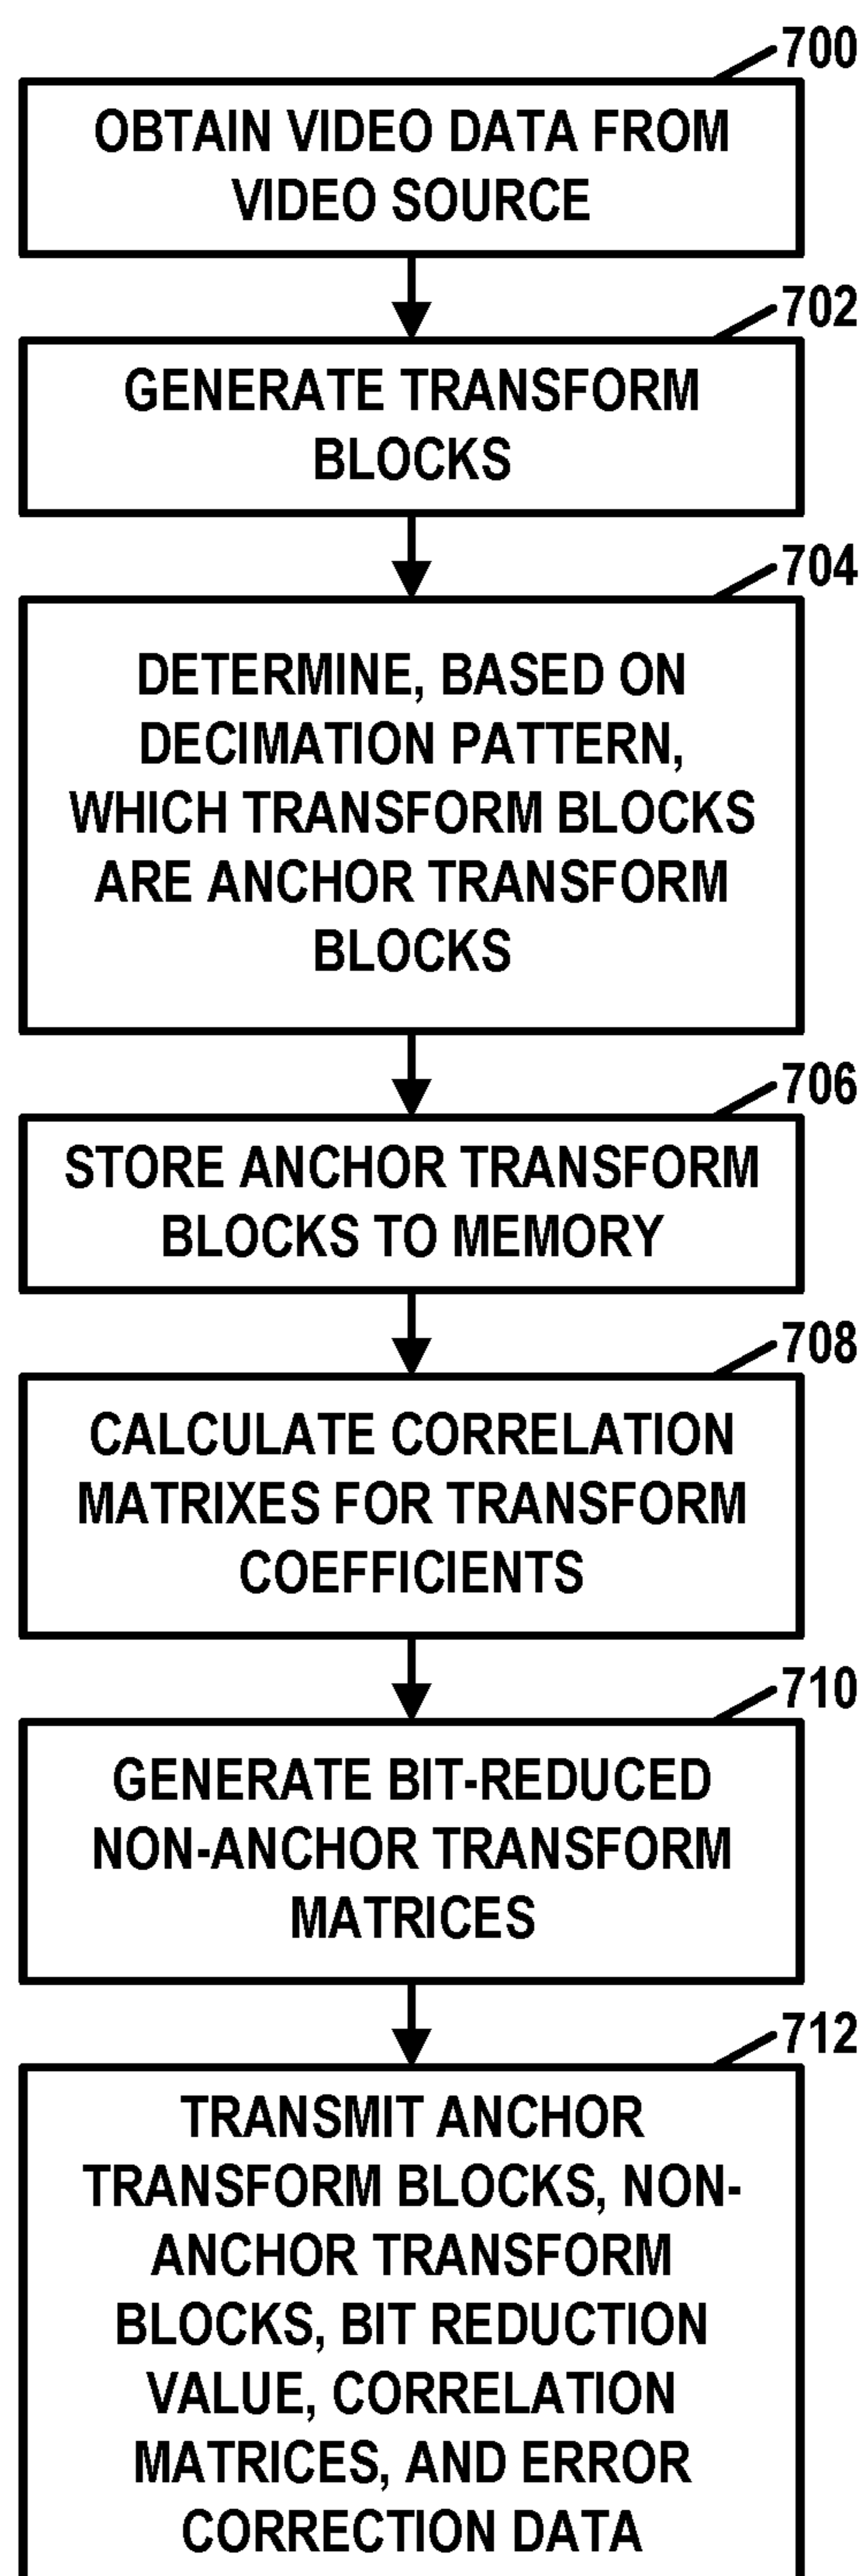 700
OBTAIN VIDEO DATA FROM
VIDEO SOURCE
702
GENERATE TRANSFORM
BLOCKS
704
DETERMINE, BASED ON
DECIMATION PATTERN,
WHICH TRANSFORM BLOCKS
ARE ANCHOR TRANSFORM
BLOCKS
706
STORE ANCHOR TRANSFORM
BLOCKS TO MEMORY
708
CALCULATE CORRELATION
MATRIXES FOR TRANSFORM
COEFFICIENTS
710
GENERATE BIT-REDUCED
NON-ANCHOR TRANSFORM
MATRICES
712
TRANSMIT ANCHOR
TRANSFORM BLOCKS, NON-
ANCHOR TRANSFORM
BLOCKS, BIT REDUCTION
VALUE, CORRELATION
MATRICES, AND ERROR
CORRECTION DATA